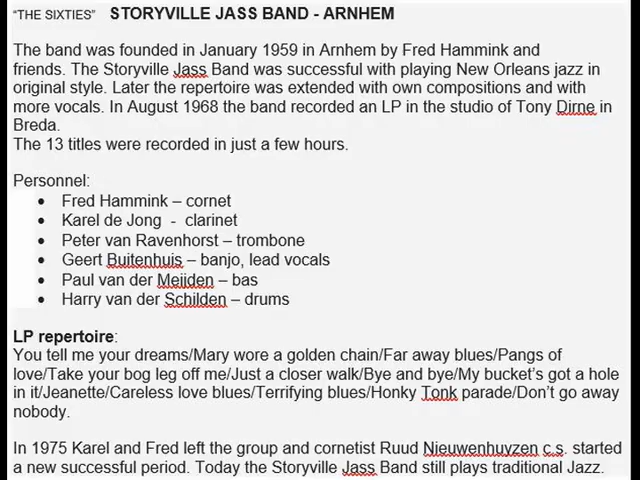 "THE SIXTIES" STORYVILLE JASS BAND - ARNHEM
The band was founded in January 1959 in Arnhem by Fred Hammink and
friends. The Storyville Jass Band was successful with playing New Orleans jazz in
original style. Later the repertoire was extended with own compositions and with
more vocals. In August 1968 the band recorded an LP in the studio of Tony Dirne in
Breda.
The 13 titles were recorded in just a few hours.
Personnel:
• Fred Hammink – cornet
• Karel de Jong - clarinet
• Peter van Ravenhorst – trombone
• Geert Buitenhuis – banjo, lead vocals
• Paul van der Meijden – bas
• Harry van der Schilden – drums
LP repertoire:
You tell me your dreams/Mary wore a golden chain/Far away blues/Pangs of
love/Take your bog leg off me/Just a closer walk/Bye and bye/My bucket's got a hole
in it/Jeanette/Careless love blues/Terrifying blues/Honky Tonk parade/Don't go away
nobody.
In 1975 Karel and Fred left the group and cornetist Ruud Nieuwenhuyzen c.s. started
a new successful period. Today the Storyville Jass Band still plays traditional Jazz.